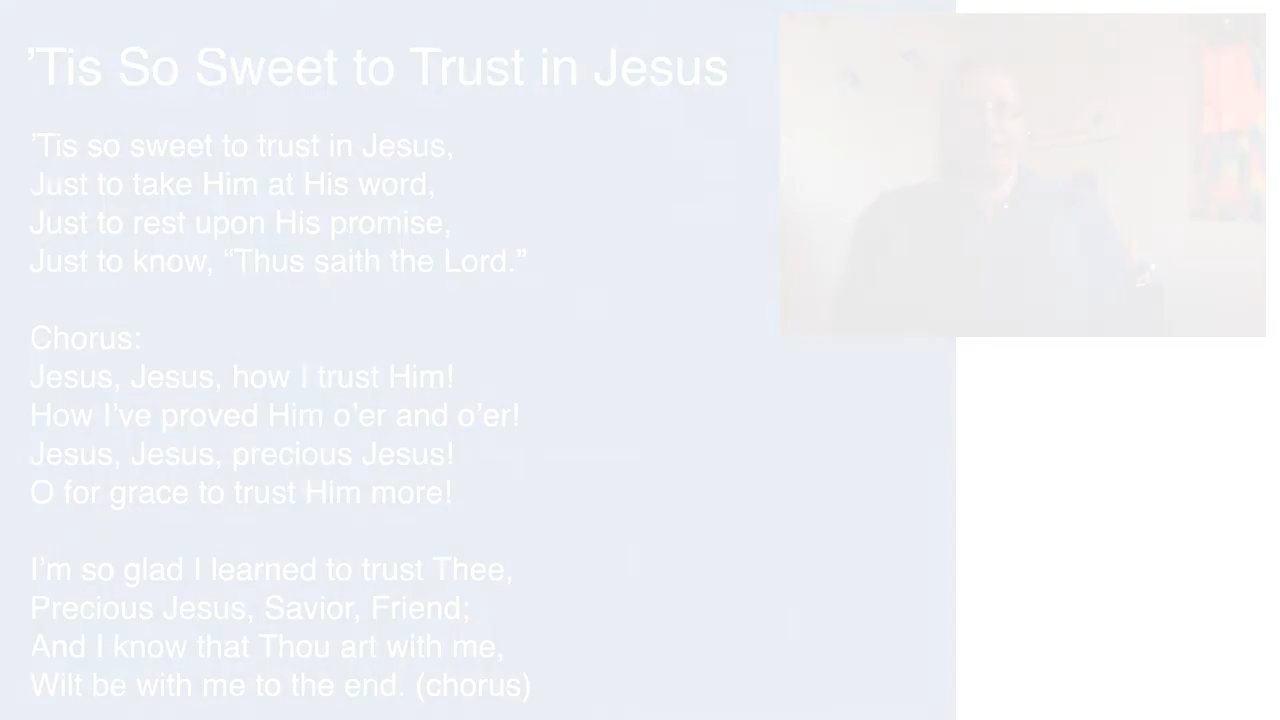 ’Tis So Sweet to Trust in Jesus
’Tis so sweet to trust in Jesus,
Just to take Him at His word,
Just to rest upon His promise,
Just to know, “Thus saith the Lord.”
Chorus:
Jesus, Jesus, how I trust Him!
How I’ve proved Him o’er and o’er!
Jesus, Jesus, precious Jesus!
O for grace to trust Him more!
I’m so glad I learned to trust Thee,
Precious Jesus, Savior, Friend;
And I know that Thou art with me,
Wilt be with me to the end. (chorus)